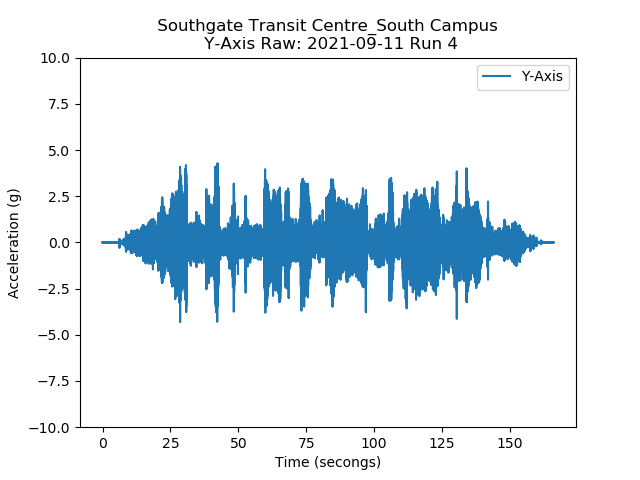 Southgate Transit Centre_South Campus
Y-Axis Raw: 2021-09-11 Run 4
Y-Axis
10.0
7.5
5.0
2.5
0.0
−2.5
−5.0
−7.5
−10.0
Acceleration (g)
0 25 50 75 100 125 150
Time (secongs)